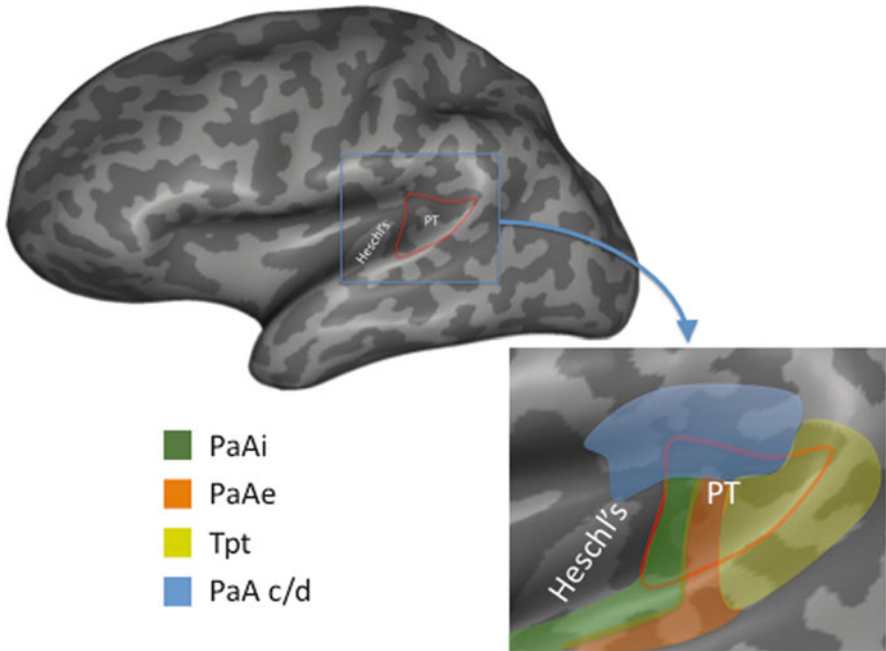 PT
Heschl's
PaAi
PaAe
Tpt
PaA c/d
PT
Heschl's